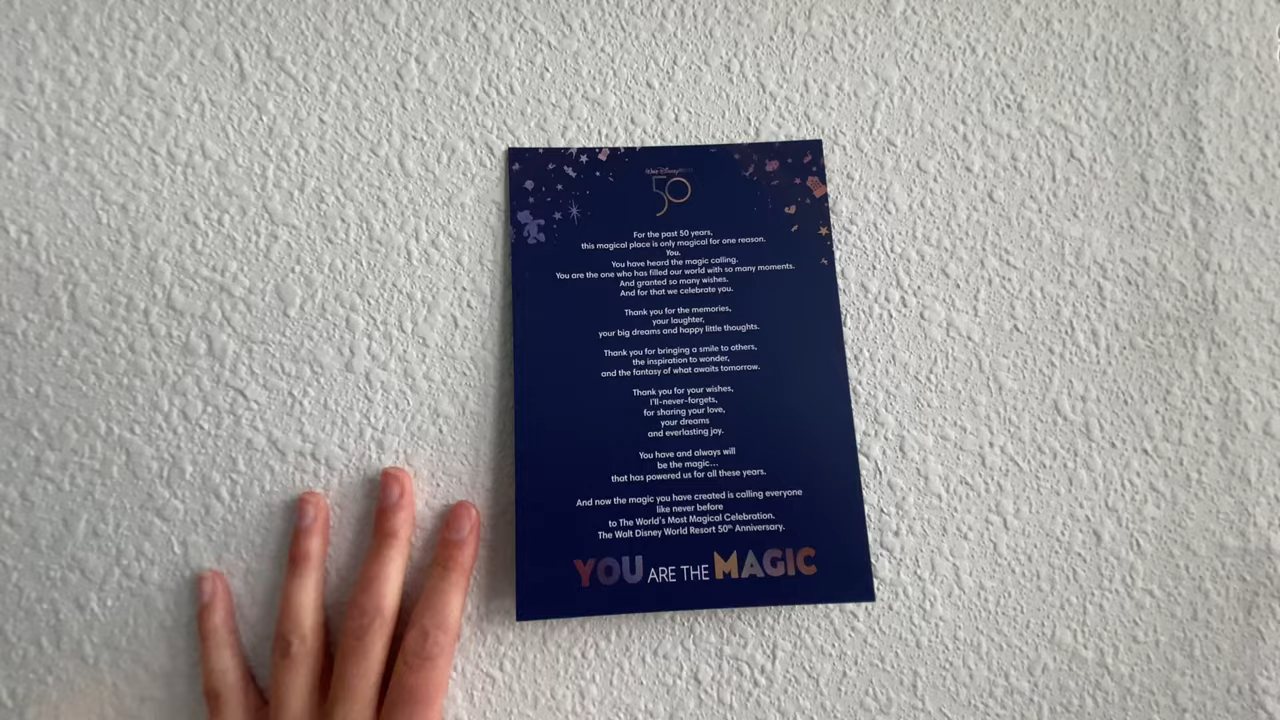 Walt Disney World
50
For the past 50 years,
this magical place is only magical for one reason.
You.
You have heard the magic calling.
You are the one who has filled our world with so many moments.
And granted so many wishes.
And for that we celebrate you.
Thank you for the memories,
your laughter,
your big dreams and happy little thoughts.
Thank you for bringing a smile to others,
the inspiration to wonder,
and the fantasy of what awaits tomorrow.
Thank you for your wishes,
I'll-never-forgets,
for sharing your love,
your dreams
and everlasting joy.
You have and always will
be the magic...
that has powered us for all these years.
And now the magic you have created is calling everyone
like never before
to The World's Most Magical Celebration.
The Walt Disney World Resort 50th Anniversary.
YOU ARE THE MAGIC